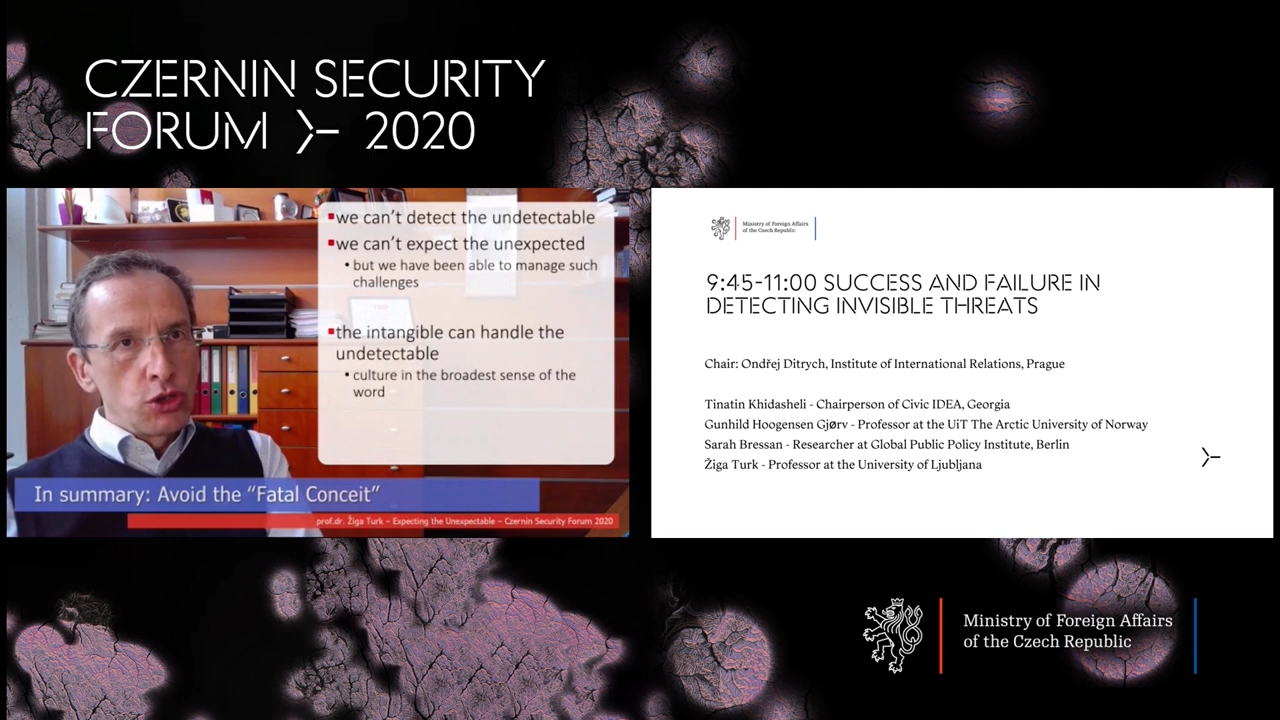 CZERNIN SECURITY
FORUM >- 2020
we can't detect the undetectable
we can't expect the unexpected
• but we have been able to manage such
challenges
the intangible can handle the
undetectable
• culture in the broadest sense of the
word
In summary: Avoid the "Fatal Conceit"
prof.dr. Žiga Turk – Expecting the Unexpectable – Czernin Security Forum 2020
Ministry of Foreign Affairs
of the Czech Republic
9:45-11:00 SUCCESS AND FAILURE IN
DETECTING INVISIBLE THREATS
Chair: Ondřej Ditrych, Institute of International Relations, Prague
Tinatin Khidasheli - Chairperson of Civic IDEA, Georgia
Gunhild Hoogensen Gjørv - Professor at the UiT The Arctic University of Norway
Sarah Bressan - Researcher at Global Public Policy Institute, Berlin
Žiga Turk - Professor at the University of Ljubljana
Ministry of Foreign Affairs
of the Czech Republic